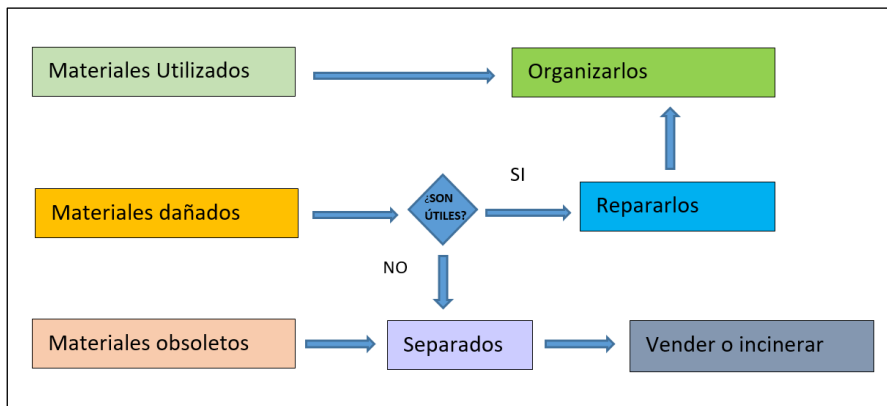 Materiales Utilizados
Organizarlos
SI
Materiales dañados
¿SON
ÚTILES?
Repararlos
NO
Materiales obsoletos
Separados
Vender o incinerar